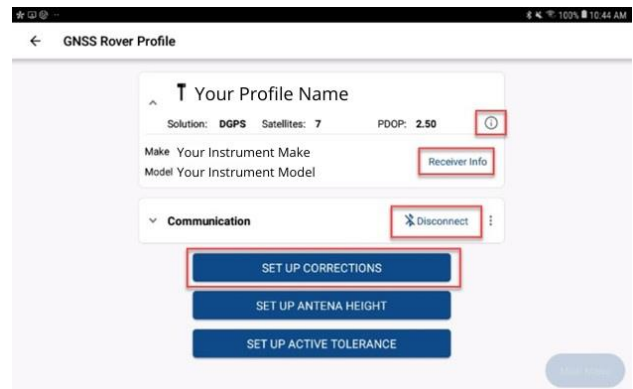 100% 10:44 AM
GNSS Rover Profile
Your Profile Name
Solution: DGPS Satellites: 7 PDOP: 2.50
Make Your Instrument Make
Receiver Info
Model Your Instrument Model
Communication Disconnect
SET UP CORRECTIONS
SET UP ANTENA HEIGHT
SET UP ACTIVE TOLERANCE
Main Menu